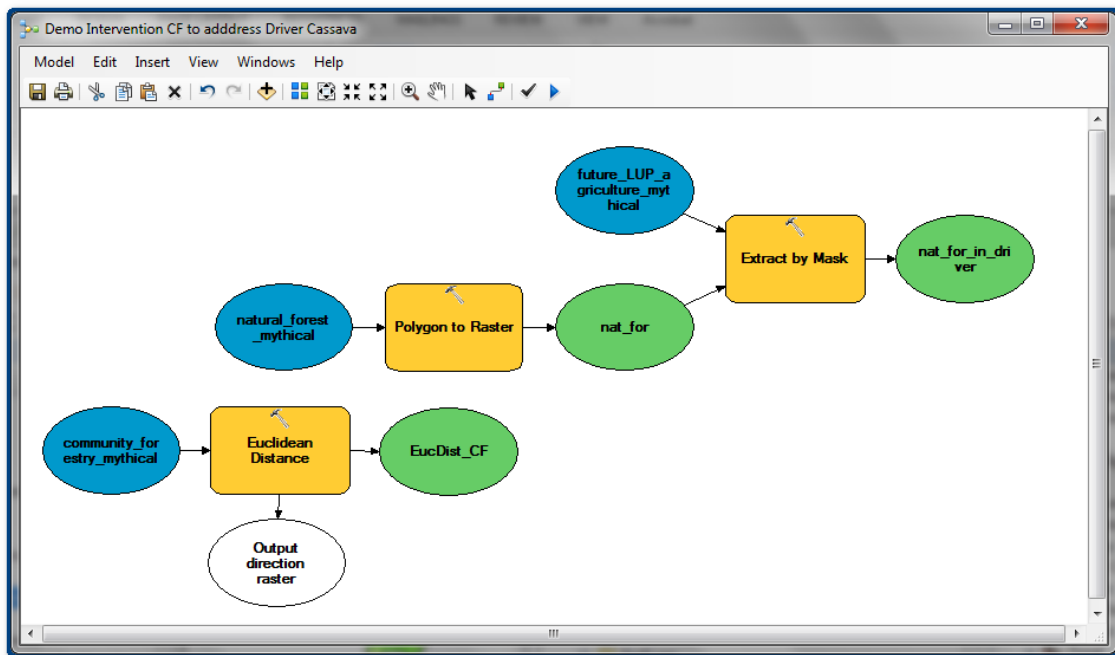 Demo Intervention CF to adddress Driver Cassava
Model Edit Insert View Windows Help
future_LUP_a
griculture_myt
hical
Extract by Mask
nat_for_in_dri
ver
natural_forest
_mythical
Polygon to Raster
nat_for
community_for
estry_mythical
Euclidean
Distance
EucDist_CF
Output
direction
raster